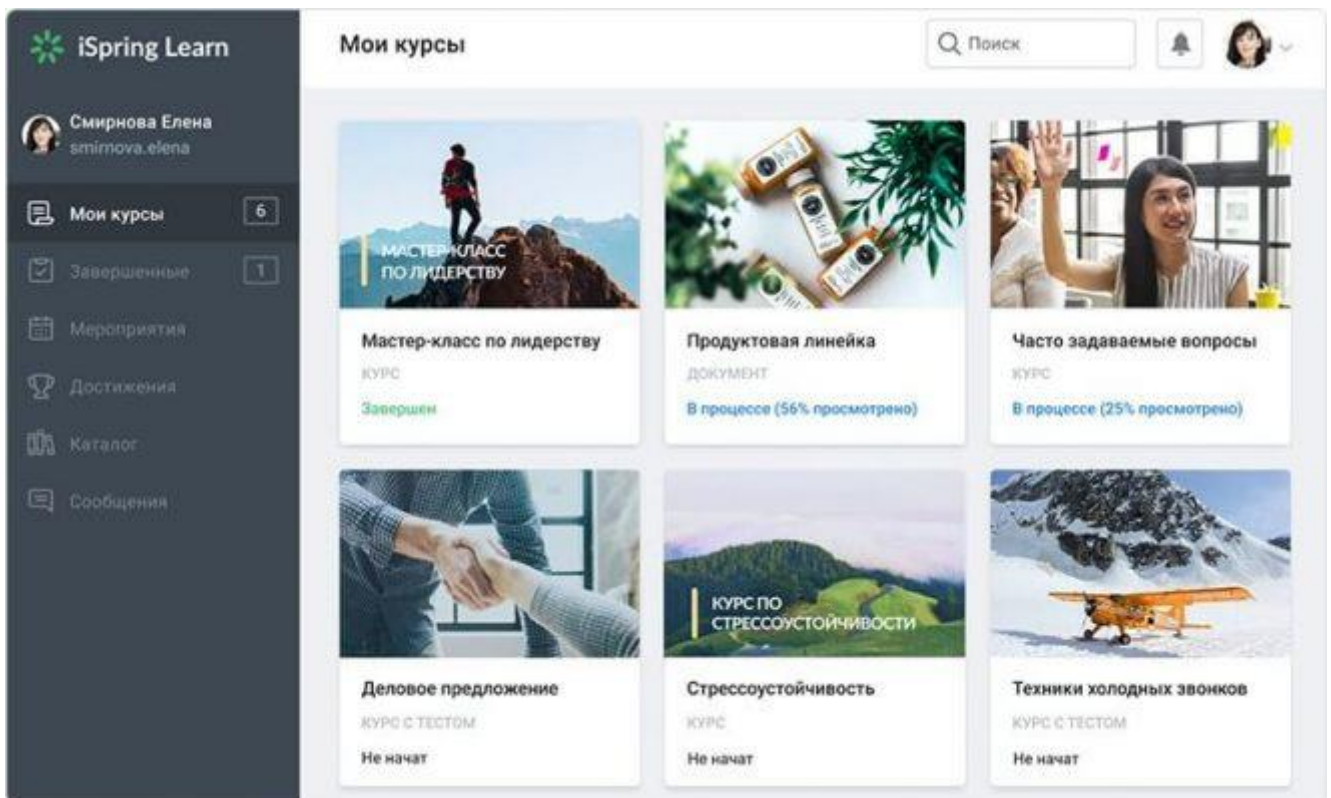 iSpring Learn
Смирнова Елена
smirnova.elena
Мои курсы 6
Завершенные 1
Мероприятия
Достижения
Каталог
Сообщения
Мои курсы
Поиск
МАСТЕР-КЛАСС
ПО ЛИДЕРСТВУ
Мастер-класс по лидерству
КУРС
Завершен
Продуктовая линейка
ДОКУМЕНТ
В процессе (56% просмотрено)
Часто задаваемые вопросы
КУРС
В процессе (25% просмотрено)
Деловое предложение
КУРС С ТЕСТОМ
Не начат
КУРС ПО
СТРЕССОУСТОЙЧИВОСТИ
Стрессоустойчивость
КУРС
Не начат
Техники холодных звонков
КУРС С ТЕСТОМ
Не начат